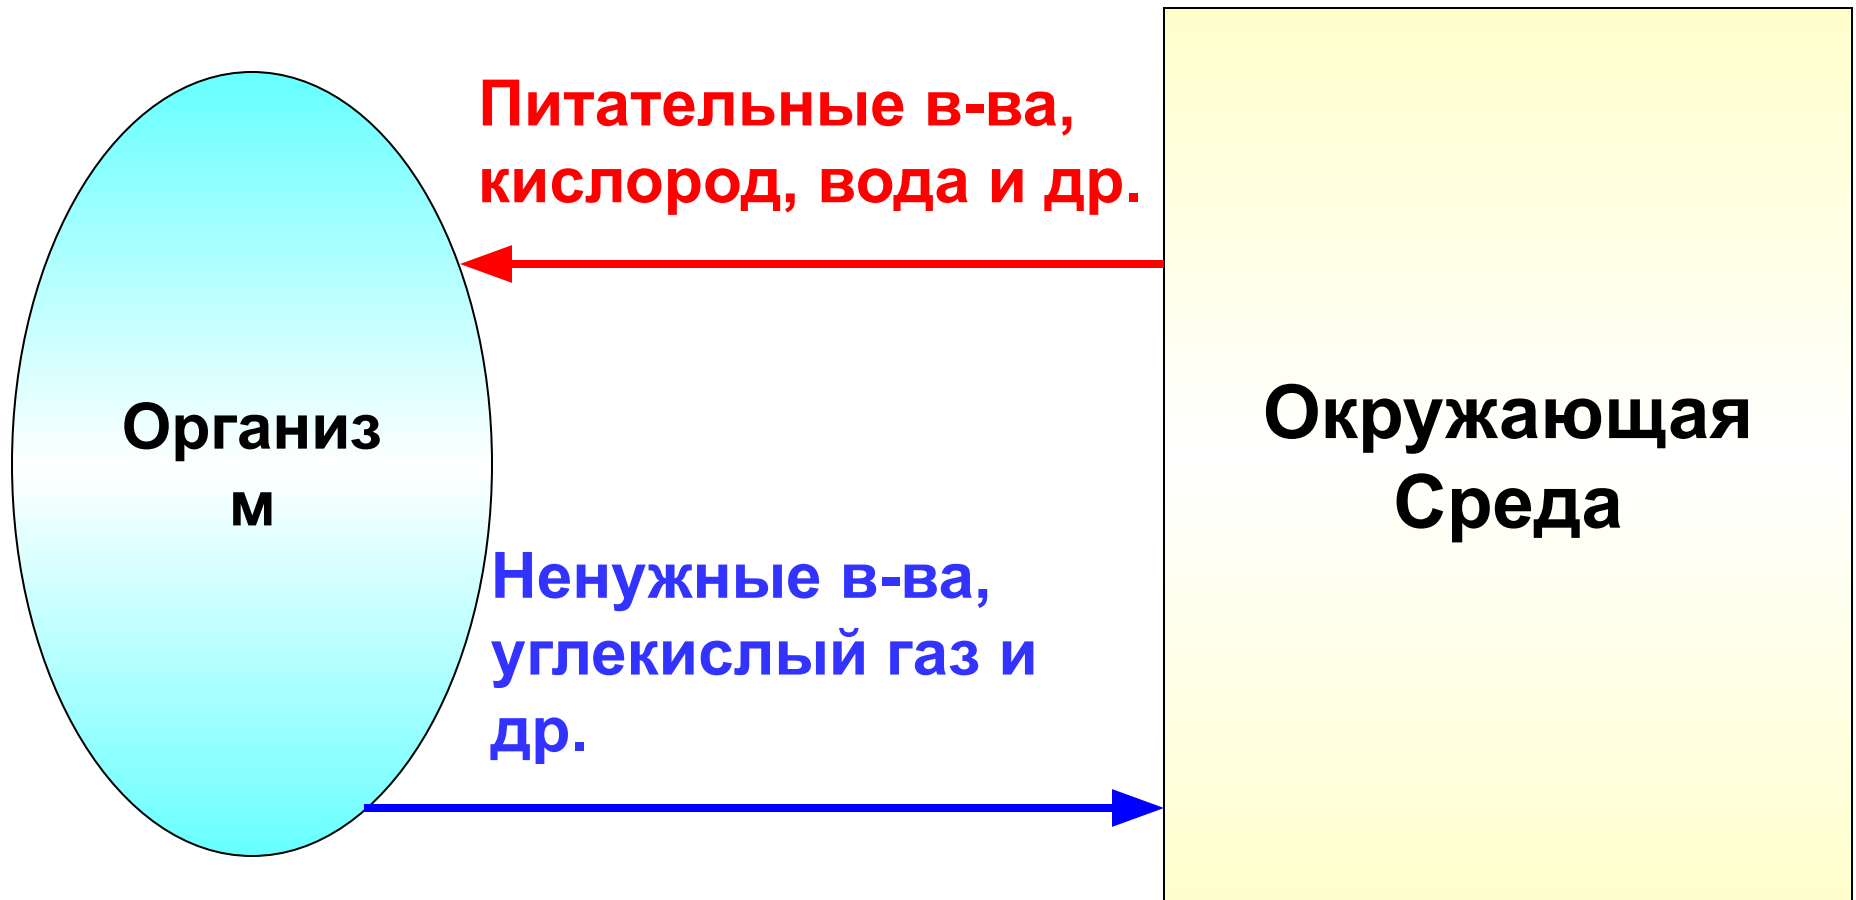 Питательные в-ва,
кислород, вода и др.
Организ
м
Окружающая
Среда
Ненужные в-ва,
углекислый газ и
др.